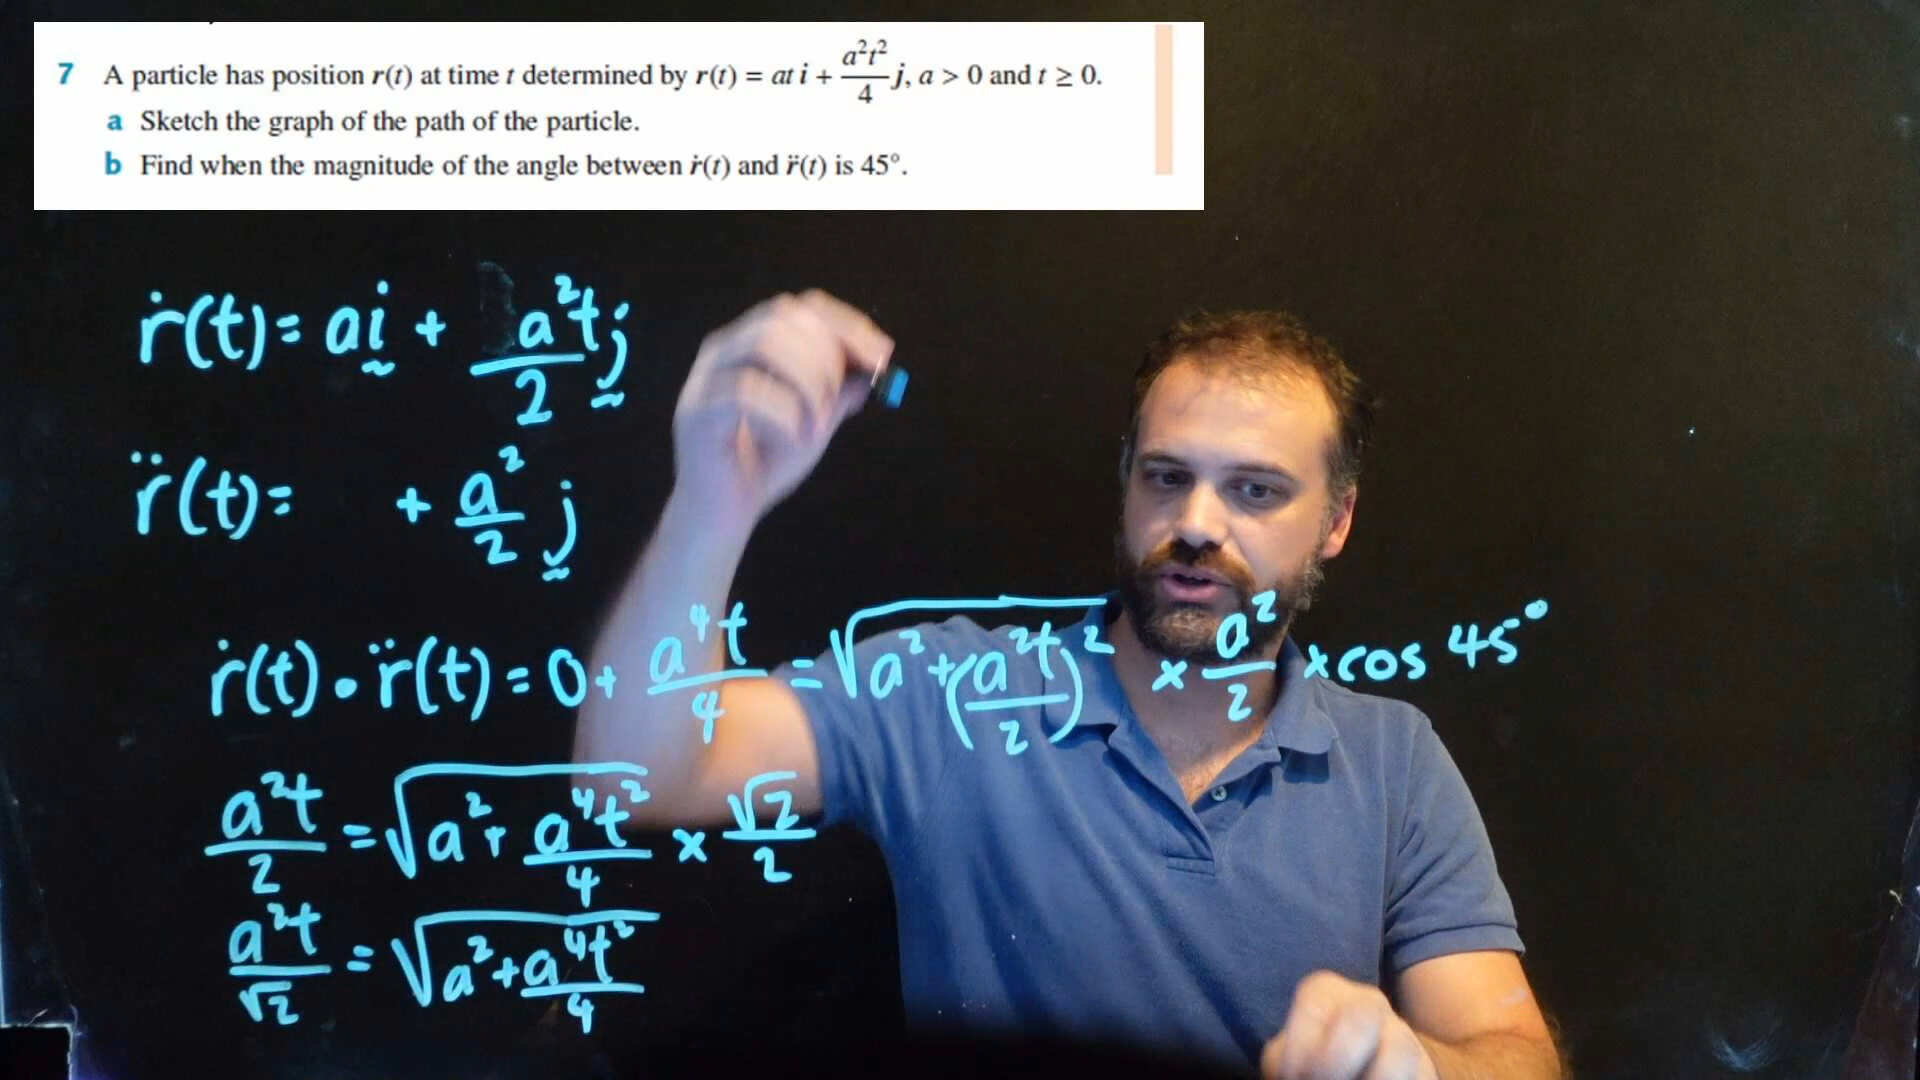 7 A particle has position r(t) at time t determined by r(t) = at i + a²t²/4 j, a > 0 and t ≥ 0.
a Sketch the graph of the path of the particle.
b Find when the magnitude of the angle between ṙ(t) and r̈(t) is 45°.
ṙ(t) = ai + a²t/2 j
r̈(t) = + a²/2 j
ṙ(t) • r̈(t) = 0 + a⁴t/4 = √(a² + (a²t/2)²) × a²/2 × cos 45°
a²t/2 = √(a² + a⁴t²/4) × √2/2
a²t/√2 = √(a² + a⁴t²/4)